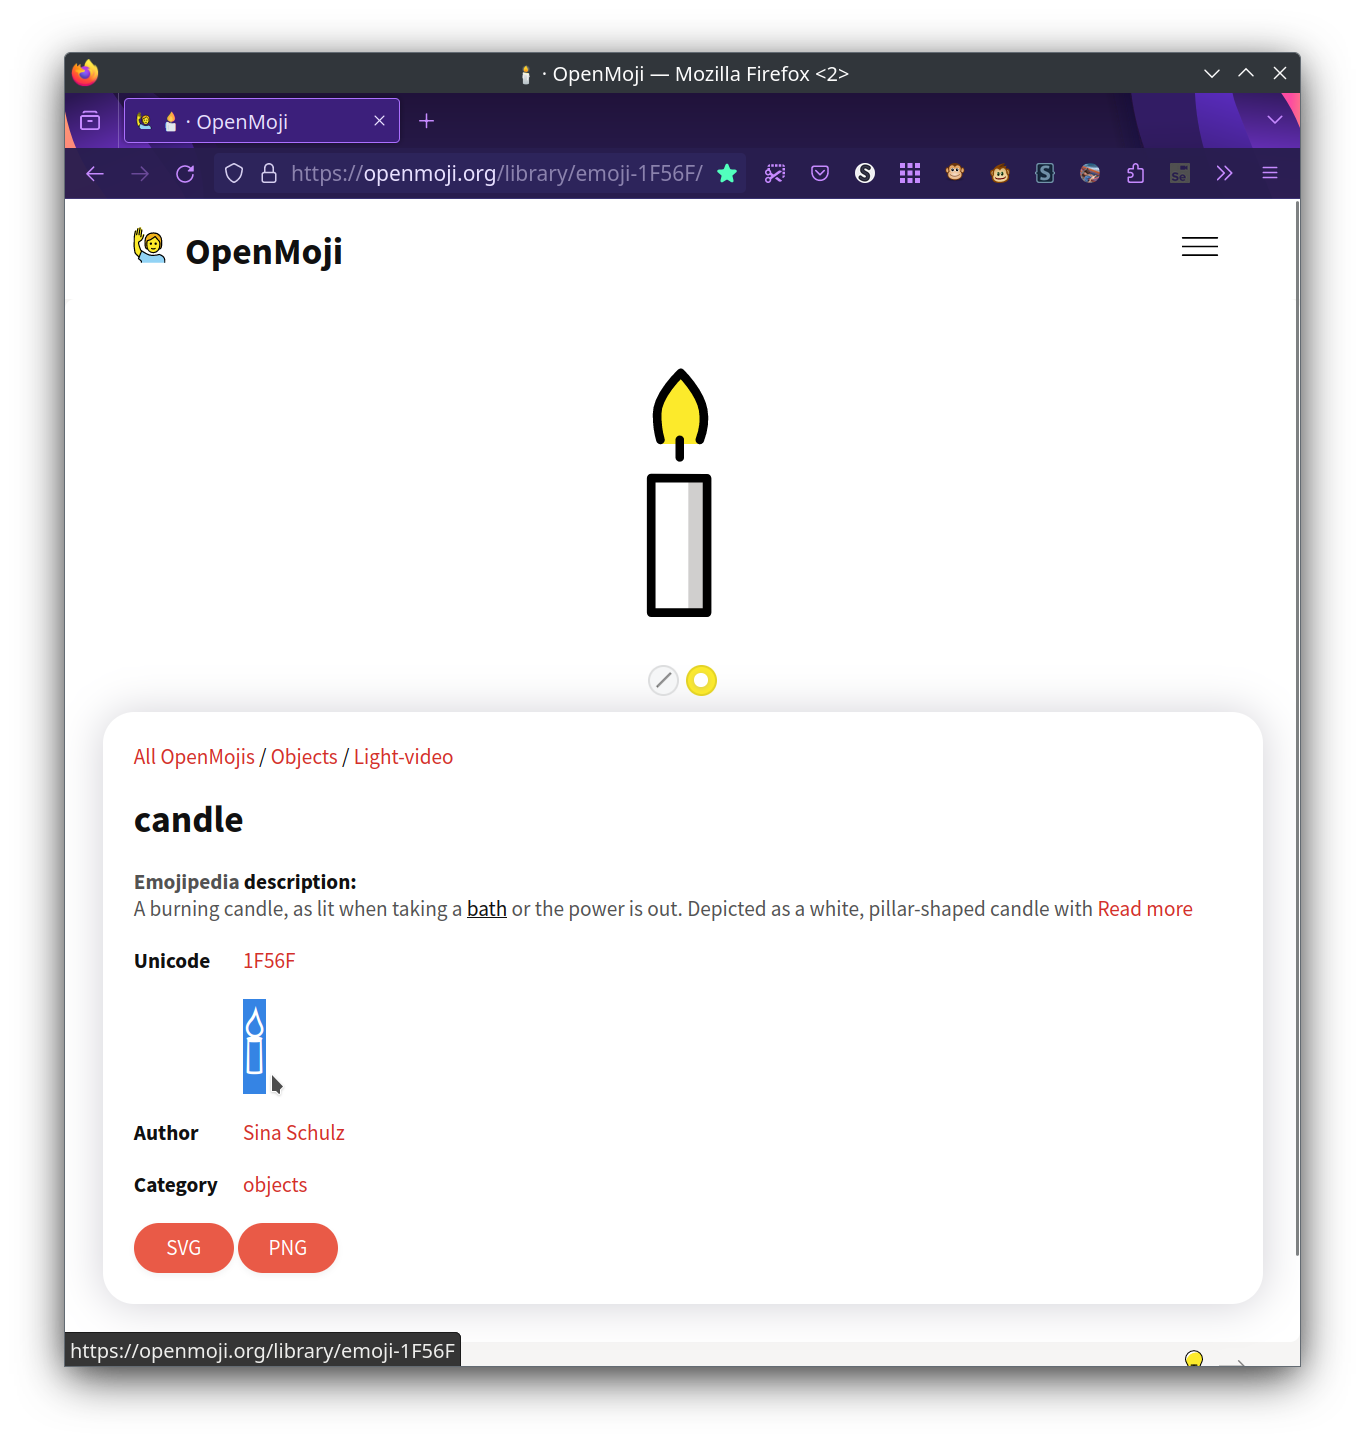 🕯 · OpenMoji — Mozilla Firefox <2>
🙋 🕯 · OpenMoji
https://openmoji.org/library/emoji-1F56F/
OpenMoji
All OpenMojis / Objects / Light-video
candle
Emojipedia description:
A burning candle, as lit when taking a bath or the power is out. Depicted as a white, pillar-shaped candle with Read more
Unicode 1F56F
🕯
Author Sina Schulz
Category objects
SVG PNG
https://openmoji.org/library/emoji-1F56F